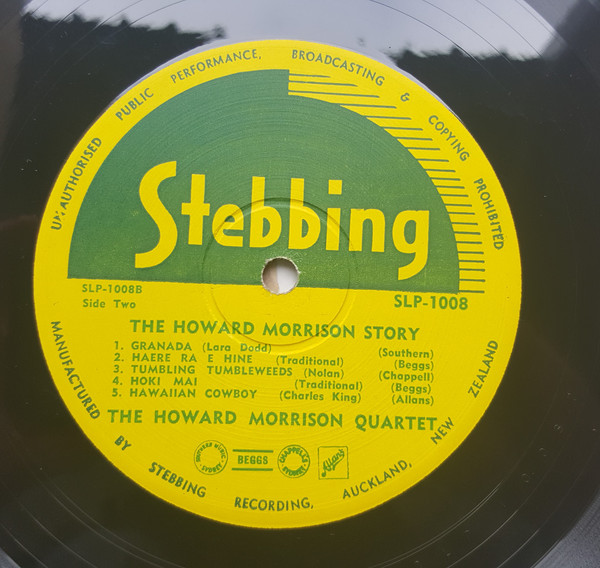 UNAUTHORISED PUBLIC PERFORMANCE, BROADCASTING & COPYING PROHIBITED
Stebbing
SLP-1008B
Side Two
SLP-1008
THE HOWARD MORRISON STORY
1. GRANADA (Lara Dodd) (Southern)
2. HAERE RA E HINE (Traditional) (Beggs)
3. TUMBLING TUMBLEWEEDS (Nolan) (Chappell)
4. HOKI MAI (Traditional) (Beggs)
5. HAWAIIAN COWBOY (Charles King) (Allans)
THE HOWARD MORRISON QUARTET
SYDNEY
BEGGS
CHAPPELLS
SYDNEY
Allans
MANUFACTURED BY STEBBING RECORDING, AUCKLAND, NEW ZEALAND